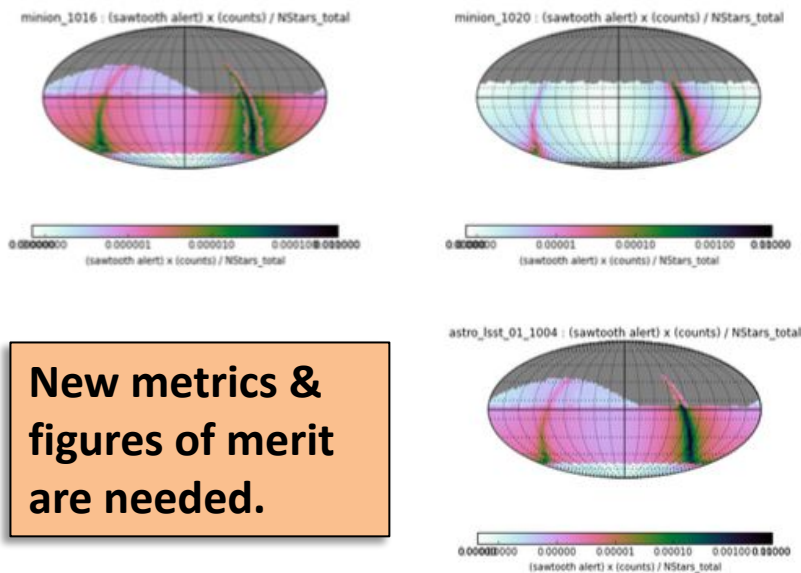 minion_1016 : (sawtooth alert) x (counts) / NStars_total
minion_1020 : (sawtooth alert) x (counts) / NStars_total
0.000001
0.000010
(sawtooth alert) x (counts) / NStars_total
0.00001
0.00010
0.00100
(sawtooth alert) x (counts) / NStars_total
astro_lsst_01_1004 : (sawtooth alert) x (counts) / NStars_total
New metrics &
figures of merit
are needed.
0.00000
0.00001
0.00010
(sawtooth alert) x (counts) / NStars_total